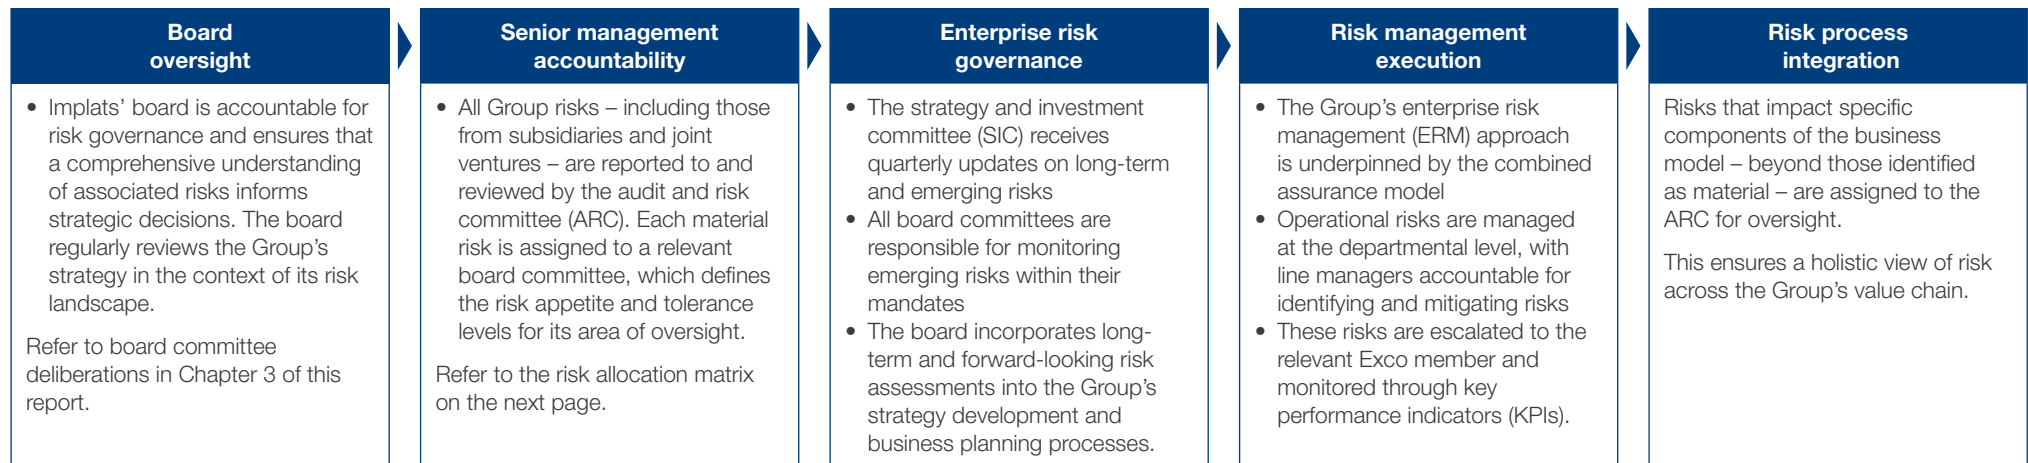 Board
oversight
• Implats’ board is accountable for
risk governance and ensures that
a comprehensive understanding
of associated risks informs
strategic decisions. The board
regularly reviews the Group’s
strategy in the context of its risk
landscape.
Refer to board committee
deliberations in Chapter 3 of this
report.
Senior management
accountability
• All Group risks – including those
from subsidiaries and joint
ventures – are reported to and
reviewed by the audit and risk
committee (ARC). Each material
risk is assigned to a relevant
board committee, which defines
the risk appetite and tolerance
levels for its area of oversight.
Refer to the risk allocation matrix
on the next page.
Enterprise risk
governance
• The strategy and investment
committee (SIC) receives
quarterly updates on long-term
and emerging risks
• All board committees are
responsible for monitoring
emerging risks within their
mandates
• The board incorporates long-
term and forward-looking risk
assessments into the Group’s
strategy development and
business planning processes.
Risk management
execution
• The Group’s enterprise risk
management (ERM) approach
is underpinned by the combined
assurance model
• Operational risks are managed
at the departmental level, with
line managers accountable for
identifying and mitigating risks
• These risks are escalated to the
relevant Exco member and
monitored through key
performance indicators (KPIs).
Risk process
integration
Risks that impact specific
components of the business
model – beyond those identified
as material – are assigned to the
ARC for oversight.
This ensures a holistic view of risk
across the Group’s value chain.